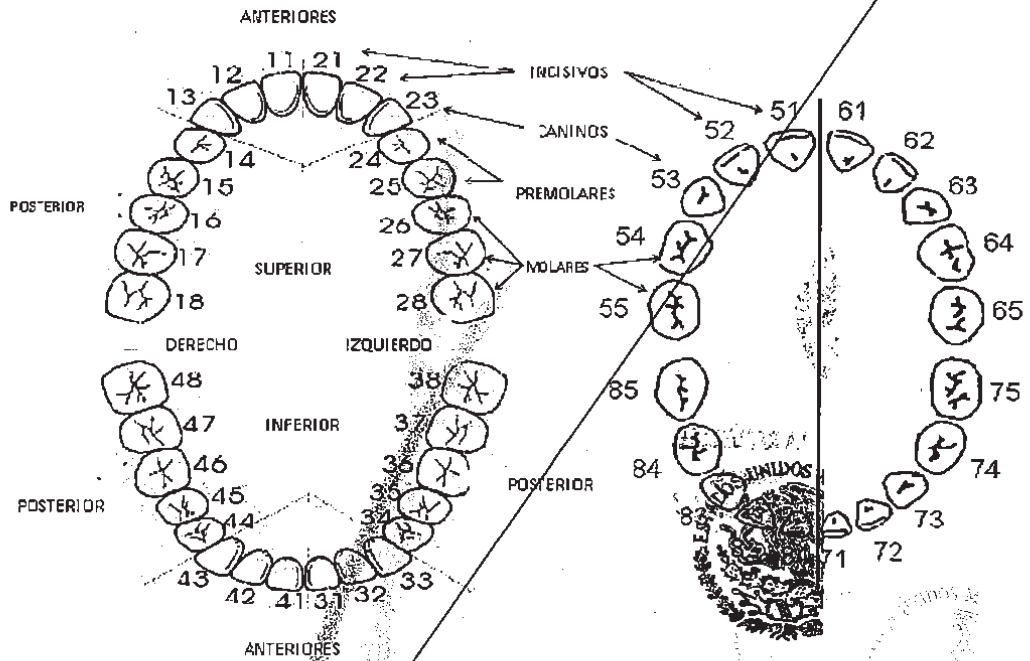 ANTERIORES
11 21
12 22
13 23
INCISIVOS
51 61
52 62
CANINOS
14 24
PREMOLARES
53 63
15 25
POSTERIOR
16 26
54 64
17 27
SUPERIOR
MOLARES
18 28
55 65
DERECHO IZQUIERDO
48 38
85 75
47 37
INFERIOR
46 36
84 74
POSTERIOR
POSTERIOR
45 35
UNIDOS
44 34
73
43 33
71 72
42 41 31 32
ANTERIORES